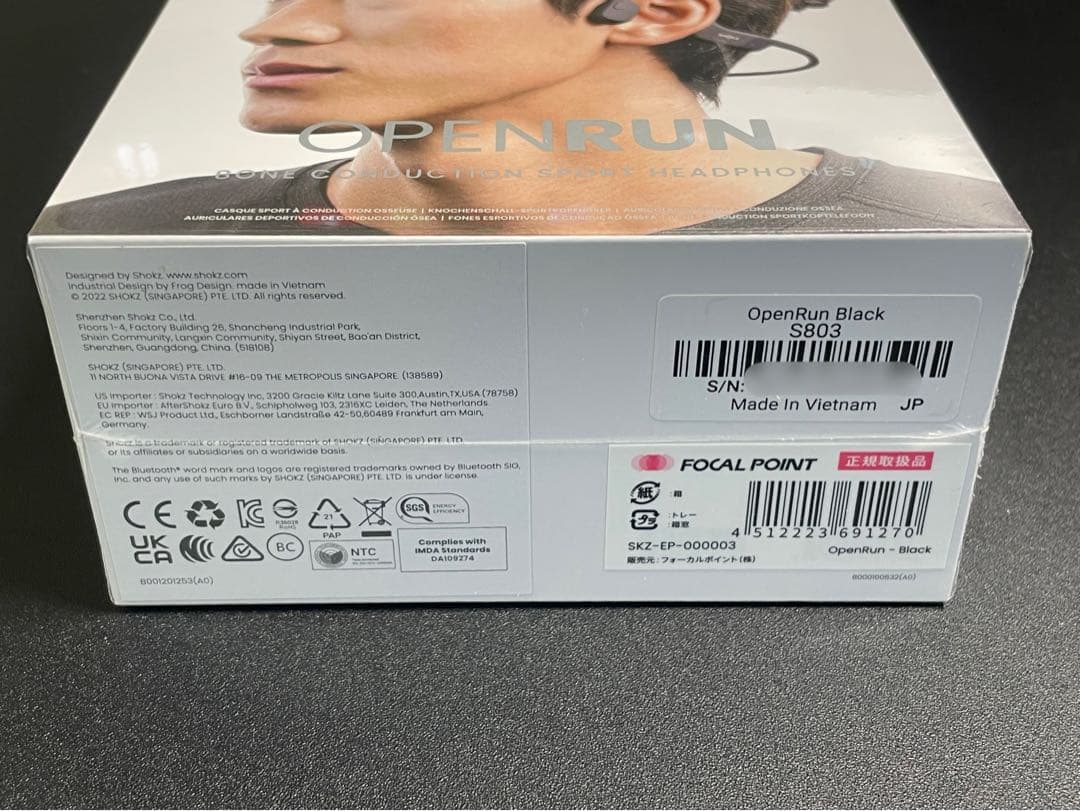 OPENRUN
BONE CONDUCTION SPORT HEADPHONES
CASQUE SPORT À CONDUCTION OSSEUSE | KNOCHENSCHALL-SPORTKOPFHÖRER | CONDUZIONE OSSEA
AURICULARES DEPORTIVOS DE CONDUCCIÓN ÓSEA | FONES ESPORTIVOS DE CONDUÇÃO ÓSSEA | SPORTKOPTELEFOON
Designed by Shokz. www.shokz.com
Industrial Design by Frog Design. made in Vietnam
© 2022 SHOKZ (SINGAPORE) PTE. LTD. All rights reserved.
Shenzhen Shokz Co., Ltd.
Floors 1-4, Factory Building 26, Shancheng Industrial Park,
Shixin Community, Langxin Community, Shiyan Street, Bao'an District,
Shenzhen, Guangdong, China. (518108)
SHOKZ (SINGAPORE) PTE. LTD.
11 NORTH BUONA VISTA DRIVE #16-09 THE METROPOLIS SINGAPORE (138589)
US Importer : Shokz Technology Inc, 3200 Gracie Kiltz Lane Suite 300,Austin,TX,USA.(78758)
EU Importer : AfterShokz Euro B.V., Schipholweg 103, 2316XC Leiden, The Netherlands.
EC REP : WSJ Product Ltd., Eschborner Landstraße 42-50,60489 Frankfurt am Main,
Germany.
Shokz is a trademark or registered trademark of SHOKZ (SINGAPORE) PTE. LTD.
or its affiliates or subsidiaries on a worldwide basis.
The Bluetooth® word mark and logos are registered trademarks owned by Bluetooth SIG,
Inc. and any use of such marks by SHOKZ (SINGAPORE) PTE. LTD. is under license.
CE
RoHS
21
PAP
SGS ENERGY EFFICIENCY
UK
CA
BC
NTC
Complies with
IMDA Standards
DA109274
8001201253(A0)
OpenRun Black
S803
S/N:
Made In Vietnam JP
FOCAL POINT 正規取扱品
紙 :箱
プラ :トレー
:箱窓
4 512223 691270
SKZ-EP-000003
OpenRun - Black
販売元:フォーカルポイント(株)
8000100532(A0)